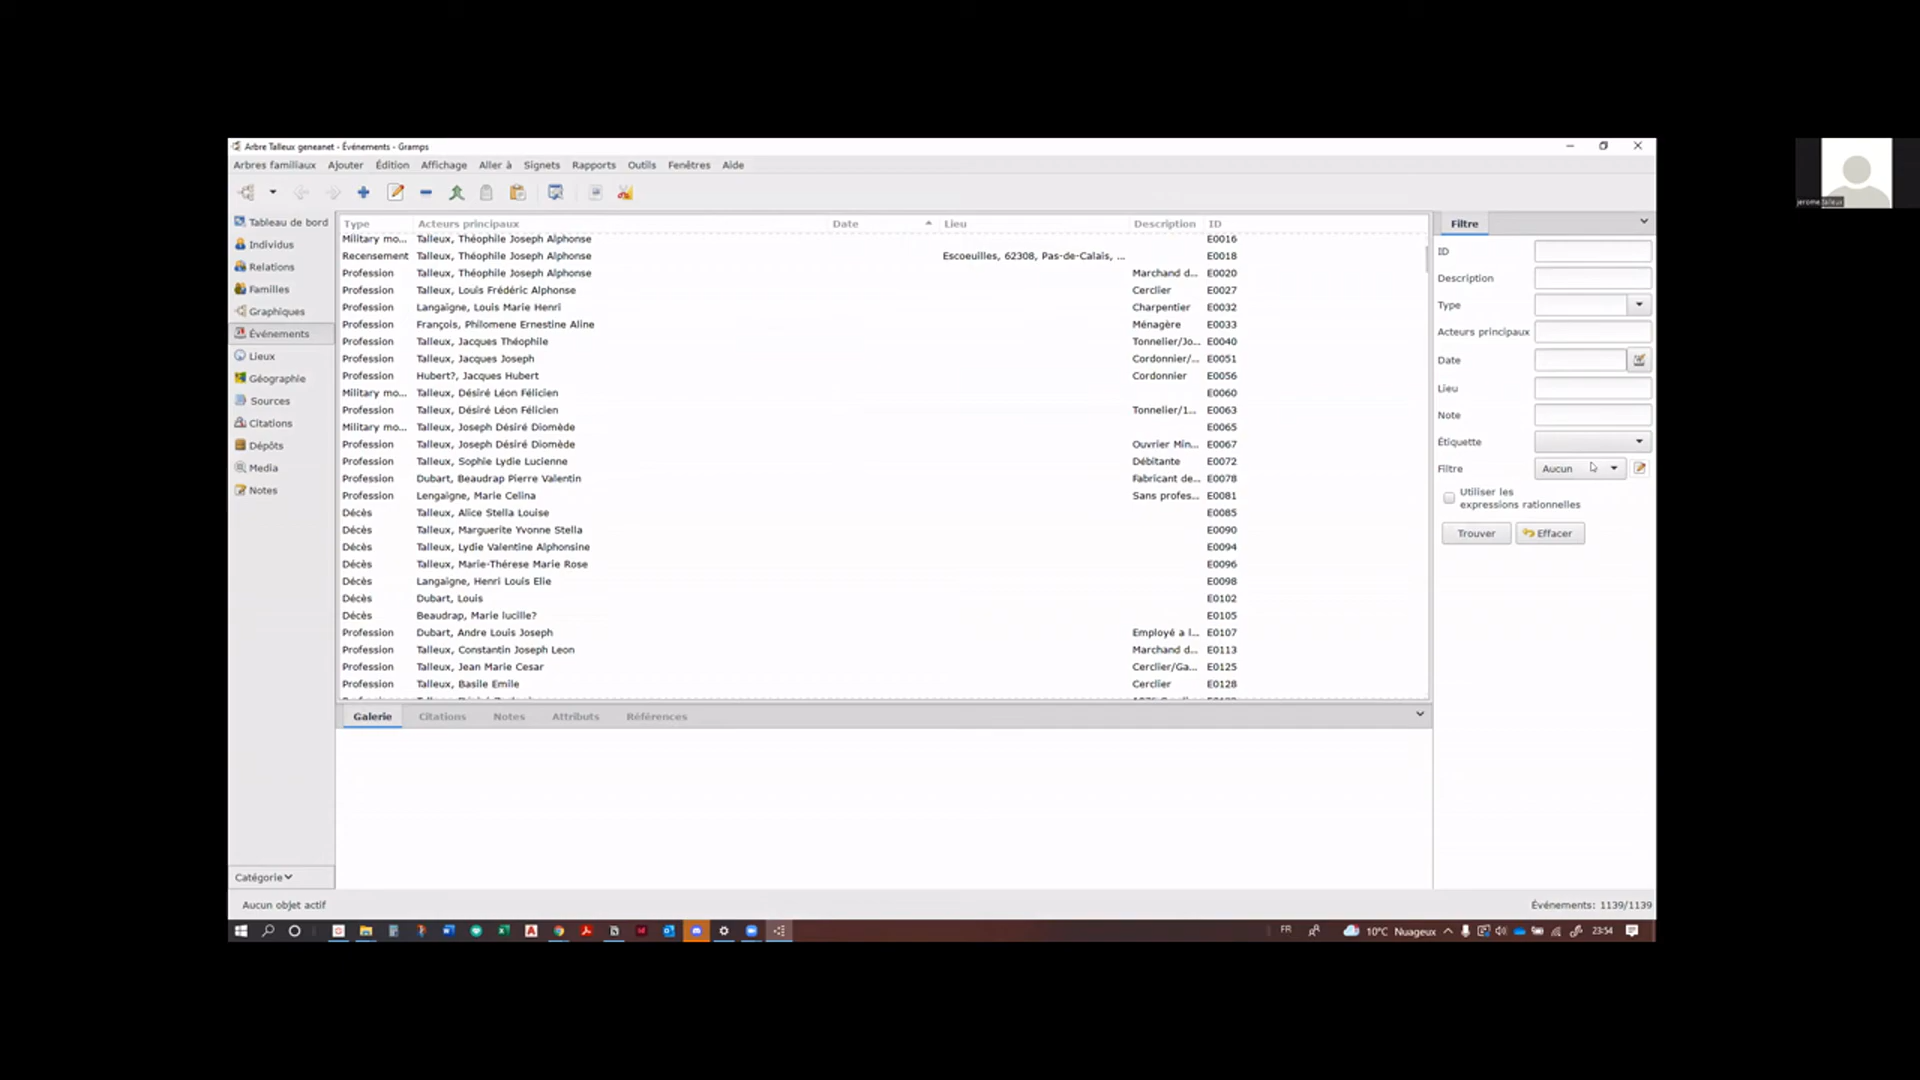 Arbre Talleux geneanet - Événements - Gramps
Arbres familiaux Ajouter Édition Affichage Aller à Signets Rapports Outils Fenêtres Aide
Tableau de bord
Individus
Relations
Familles
Graphiques
Événements
Lieux
Géographie
Sources
Citations
Dépôts
Media
Notes
Catégorie
Type Acteurs principaux Date Lieu Description ID
Military mo... Talleux, Théophile Joseph Alphonse E0016
Recensement Talleux, Théophile Joseph Alphonse Escoeuilles, 62308, Pas-de-Calais, ... E0018
Profession Talleux, Théophile Joseph Alphonse Marchand d... E0020
Profession Talleux, Louis Frédéric Alphonse Cerclier E0027
Profession Langaigne, Louis Marie Henri Charpentier E0032
Profession François, Philomene Ernestine Aline Ménagère E0033
Profession Talleux, Jacques Théophile Tonnelier/Jo... E0040
Profession Talleux, Jacques Joseph Cordonnier/... E0051
Profession Hubert?, Jacques Hubert Cordonnier E0056
Military mo... Talleux, Désiré Léon Félicien E0060
Profession Talleux, Désiré Léon Félicien Tonnelier/1... E0063
Military mo... Talleux, Joseph Désiré Diomède E0065
Profession Talleux, Joseph Désiré Diomède Ouvrier Min... E0067
Profession Talleux, Sophie Lydie Lucienne Débitante E0072
Profession Dubart, Beaudrap Pierre Valentin Fabricant de... E0078
Profession Lengaigne, Marie Celina Sans profes... E0081
Décès Talleux, Alice Stella Louise E0085
Décès Talleux, Marguerite Yvonne Stella E0090
Décès Talleux, Lydie Valentine Alphonsine E0094
Décès Talleux, Marie-Thérese Marie Rose E0096
Décès Langaigne, Henri Louis Elie E0098
Décès Dubart, Louis E0102
Décès Beaudrap, Marie lucille? E0105
Profession Dubart, Andre Louis Joseph Employé a l... E0107
Profession Talleux, Constantin Joseph Leon Marchand d... E0113
Profession Talleux, Jean Marie Cesar Cerclier/Ga... E0125
Profession Talleux, Basile Emile Cerclier E0128
Galerie Citations Notes Attributs Références
Filtre
ID
Description
Type
Acteurs principaux
Date
Lieu
Note
Étiquette
Filtre Aucun
Utiliser les
expressions rationnelles
Trouver Effacer
Aucun objet actif
Événements: 1139/1139
FR 10°C Nuageux 23:54
jerome talleux